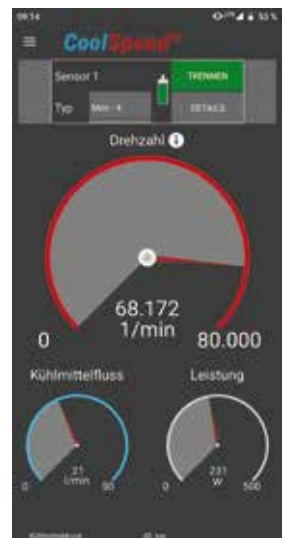 09:14
53 %
CoolSpeed
Sensor 1
TRENNEN
Typ
DETAILS
Drehzahl
68.172
1/min
0
80.000
Kühlmittelfluss
Leistung
21
l/min
0
50
231
W
0
500